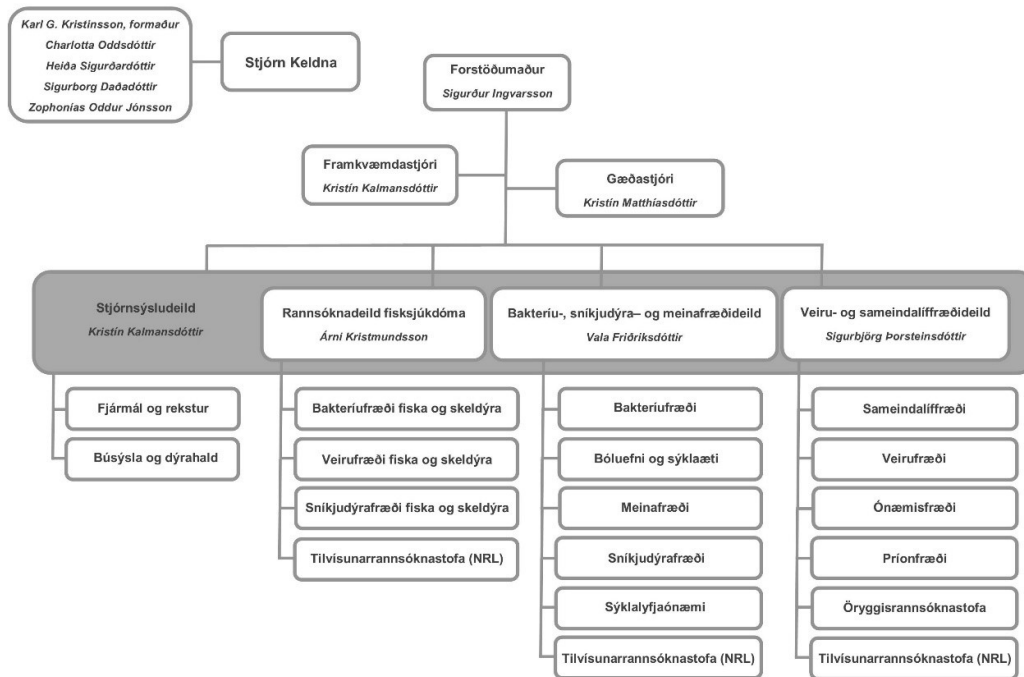 Karl G. Kristinsson, formaður
Charlotta Oddsdóttir
Heiða Sigurðardóttir
Sigurborg Daðadóttir
Zophonías Oddur Jónsson
Stjórn Keldna
Forstöðumaður
Sigurður Ingvarsson
Framkvæmdastjóri
Kristín Kalmansdóttir
Gæðastjóri
Kristín Matthíasdóttir
Stjórnsýsludeild
Kristín Kalmansdóttir
Rannsóknadeild fisksjúkdóma
Árni Kristmundsson
Bakteríu-, sníkjudýra– og meinafræðideild
Vala Friðriksdóttir
Veiru- og sameindalíffræðideild
Sigurbjörg Þorsteinsdóttir
Fjármál og rekstur
Búsýsla og dýrahald
Bakteríufræði fiska og skeldýra
Veirufræði fiska og skeldýra
Sníkjudýrafræði fiska og skeldýra
Tilvísunarrannsóknastofa (NRL)
Bakteríufræði
Bóluefni og sýklaæti
Meinafræði
Sníkjudýrafræði
Sýklalyfjaónæmi
Tilvísunarrannsóknastofa (NRL)
Sameindalíffræði
Veirufræði
Ónæmisfræði
Príonfræði
Öryggisrannsóknastofa
Tilvísunarrannsóknastofa (NRL)